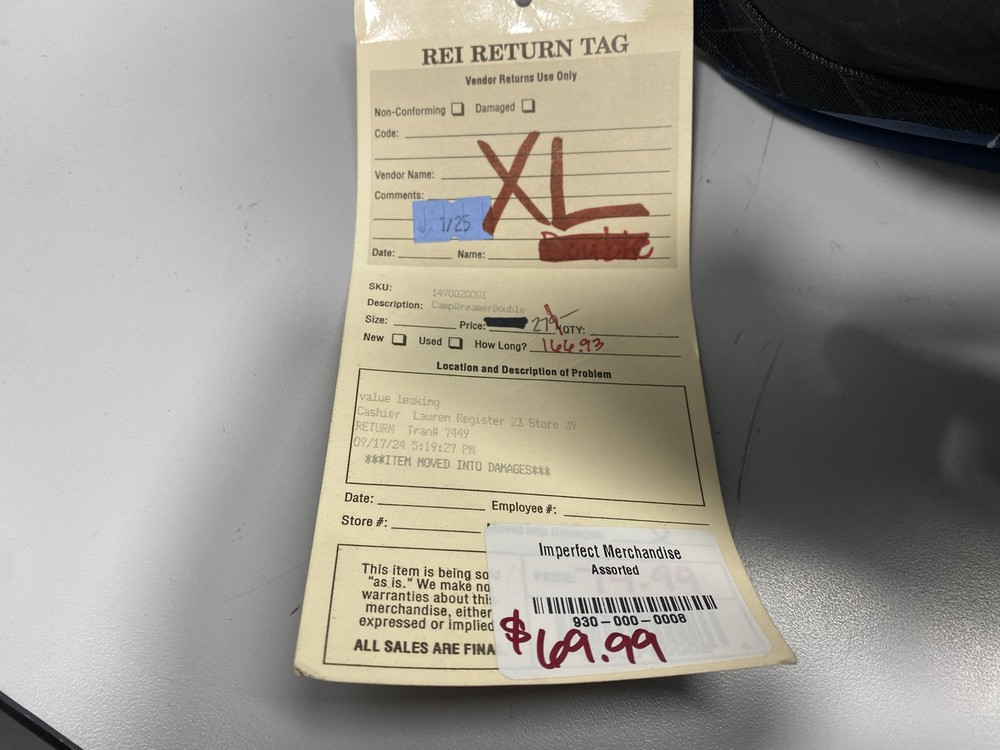 REI RETURN TAG
Vendor Returns Use Only
Non-Conforming Damaged
Code:
XL
Vendor Name:
Comments:
1/25
Double
Date: Name:
SKU: 1490020001
Description: CampDreamerDouble
Size: Price: 279- QTY:
New Used How Long? 166.93
Location and Description of Problem
value leaking
Cashier Lauren Register 23 Store 39
RETURN Tran# 7449
09/17/24 5:19:27 PM
***ITEM MOVED INTO DAMAGES***
Date: Employee #:
Store #:
This item is being so
"as is." We make no
warranties about this
merchandise, either
expressed or implied
ALL SALES ARE FINA
Imperfect Merchandise
Assorted
930-000-0008
$69.99